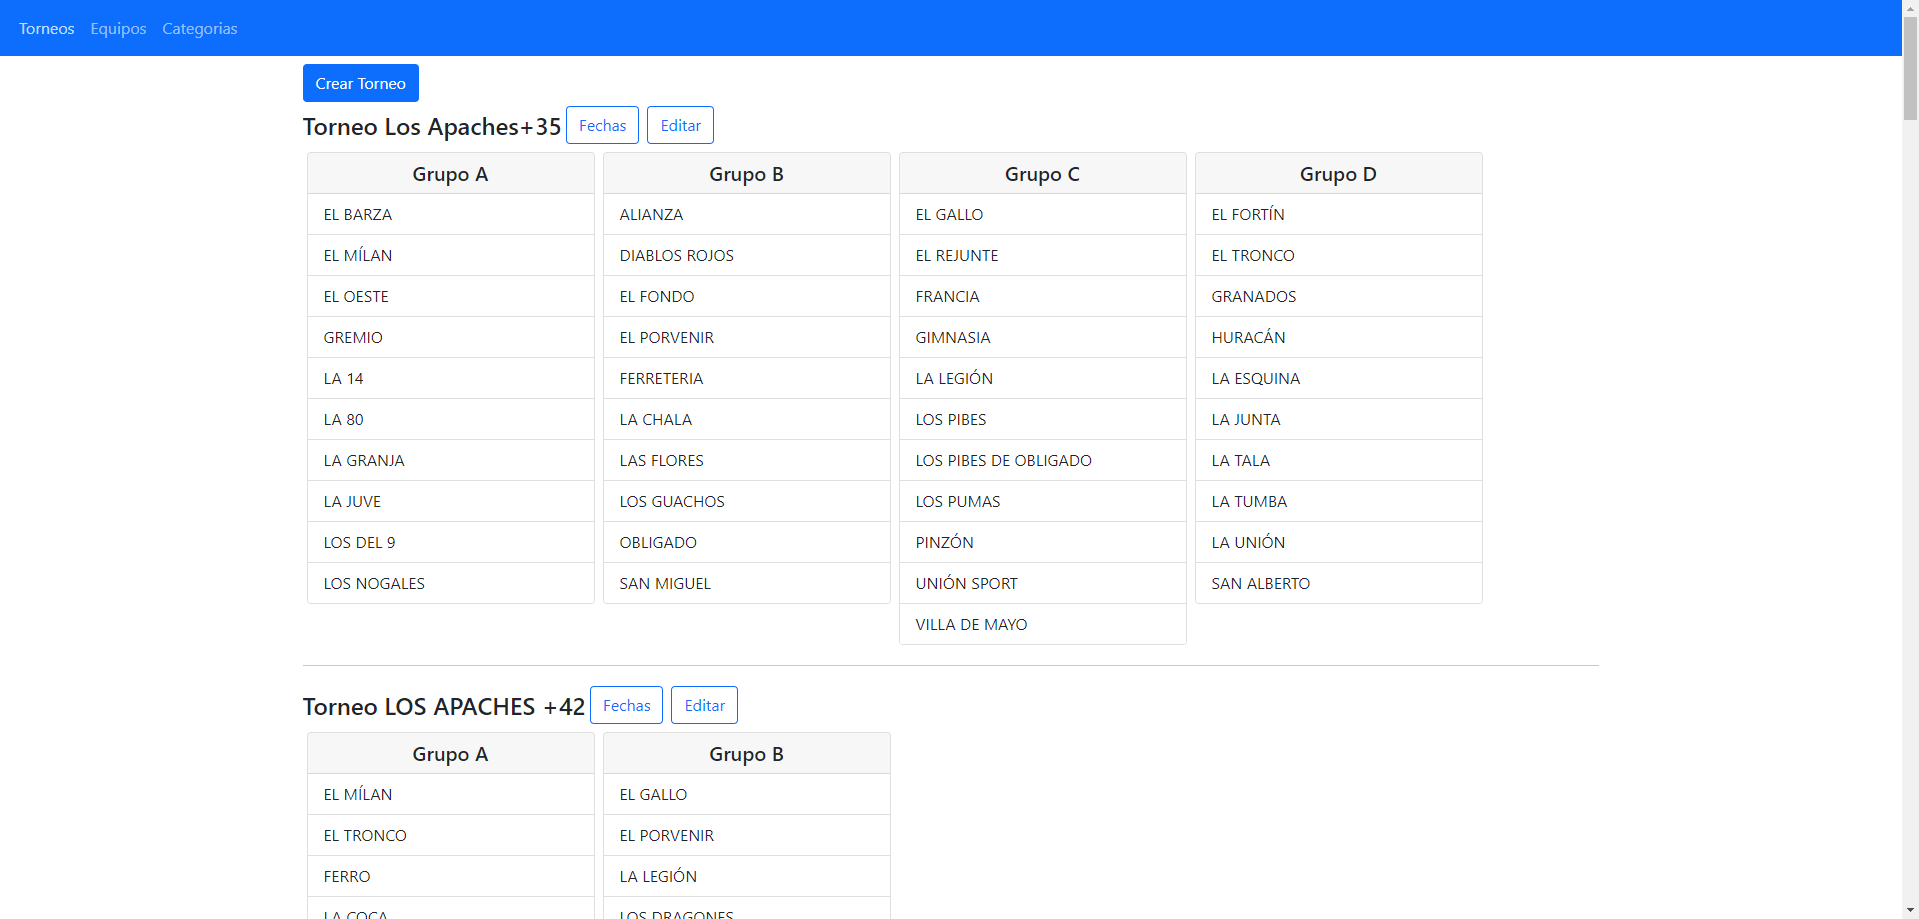 Torneos Equipos Categorias
Crear Torneo
Torneo Los Apaches+35 Fechas Editar
Grupo A
EL BARZA
EL MÍLAN
EL OESTE
GREMIO
LA 14
LA 80
LA GRANJA
LA JUVE
LOS DEL 9
LOS NOGALES
Grupo B
ALIANZA
DIABLOS ROJOS
EL FONDO
EL PORVENIR
FERRETERIA
LA CHALA
LAS FLORES
LOS GUACHOS
OBLIGADO
SAN MIGUEL
Grupo C
EL GALLO
EL REJUNTE
FRANCIA
GIMNASIA
LA LEGIÓN
LOS PIBES
LOS PIBES DE OBLIGADO
LOS PUMAS
PINZÓN
UNIÓN SPORT
VILLA DE MAYO
Grupo D
EL FORTÍN
EL TRONCO
GRANADOS
HURACÁN
LA ESQUINA
LA JUNTA
LA TALA
LA TUMBA
LA UNIÓN
SAN ALBERTO
Torneo LOS APACHES +42 Fechas Editar
Grupo A
EL MÍLAN
EL TRONCO
FERRO
LA COCA
Grupo B
EL GALLO
EL PORVENIR
LA LEGIÓN
LOS DRAGONES